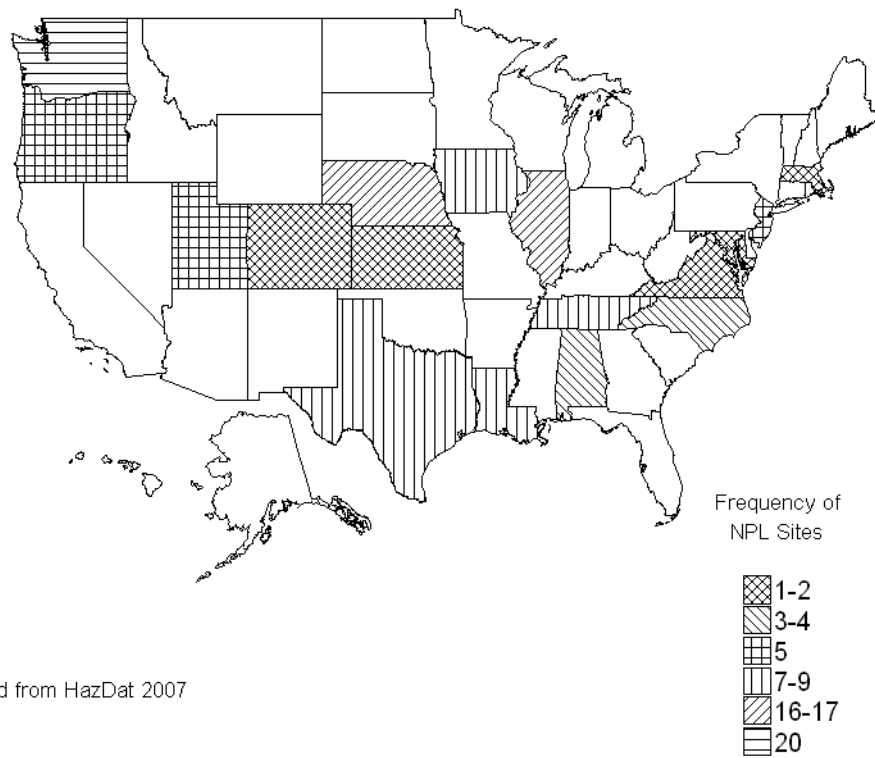 Frequency of
NPL Sites
1-2
3-4
5
7-9
16-17
20
from HazDat 2007